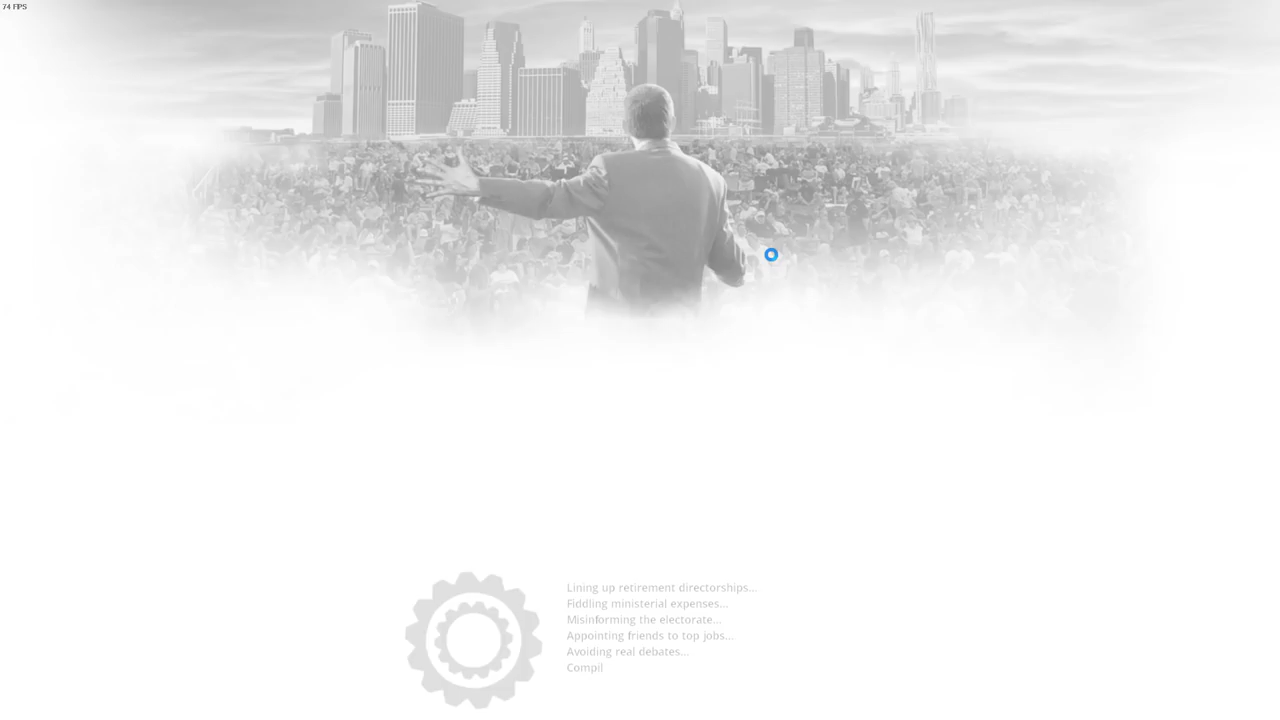 74 FPS
Lining up retirement directorships...
Fiddling ministerial expenses...
Misinforming the electorate...
Appointing friends to top jobs...
Avoiding real debates...
Compil